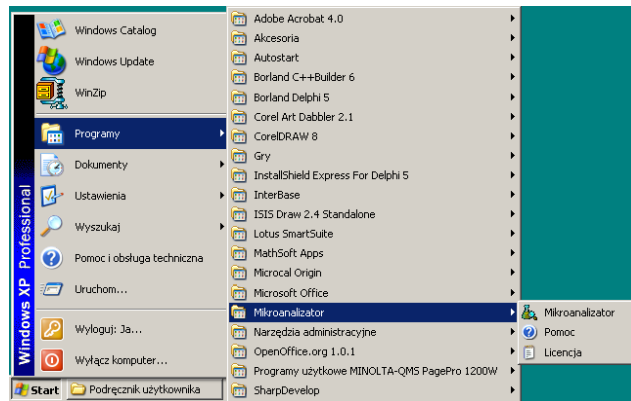 Windows Catalog
Windows Update
WinZip
Programy
Dokumenty
Ustawienia
Wyszukaj
Pomoc i obsługa techniczna
Uruchom...
Wyloguj: Ja...
Wyłącz komputer...
Windows XP Professional
Adobe Acrobat 4.0
Akcesoria
Autostart
Borland C++Builder 6
Borland Delphi 5
Corel Art Dabbler 2.1
CorelDRAW 8
Gry
InstallShield Express For Delphi 5
InterBase
ISIS Draw 2.4 Standalone
Lotus SmartSuite
MathSoft Apps
Microcal Origin
Microsoft Office
Mikroanalizator
Narzędzia administracyjne
OpenOffice.org 1.0.1
Programy użytkowe MINOLTA-QMS PagePro 1200W
SharpDevelop
Mikroanalizator
Pomoc
Licencja
Start
Podręcznik użytkownika